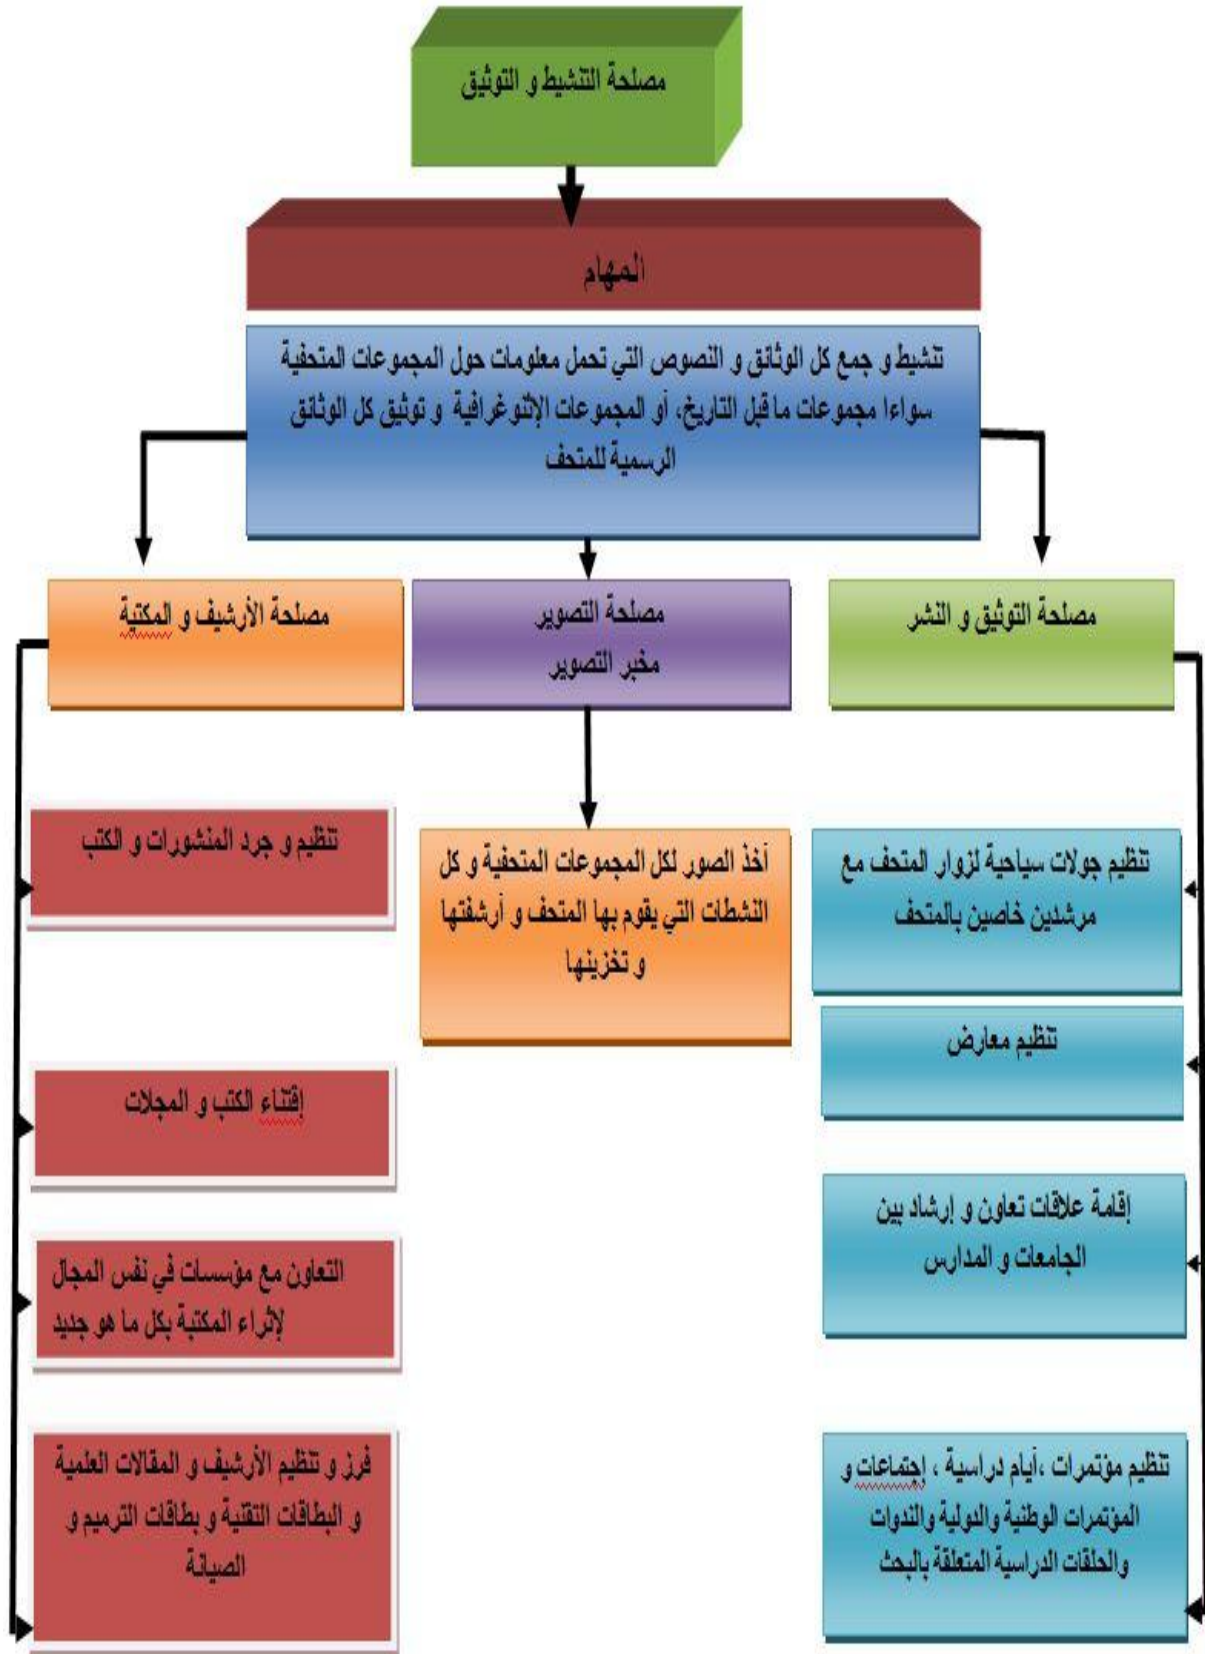 مصلحة التنشيط و التوثيق
المهام
تنشيط و جمع كل الوثائق و النصوص التي تحمل معلومات حول المجموعات المتحفية
سواءا مجموعات ما قبل التاريخ، أو المجموعات الإثنوغرافية و توثيق كل الوثائق
الرسمية للمتحف
مصلحة التوثيق و النشر
مصلحة التصوير
مخبر التصوير
مصلحة الأرشيف و المكتبة
تنظيم جولات سياحية لزوار المتحف مع
مرشدين خاصين بالمتحف
تنظيم معارض
إقامة علاقات تعاون و إرشاد بين
الجامعات و المدارس
تنظيم مؤتمرات ،أيام دراسية ، إجتماعات و
المؤتمرات الوطنية والدولية والندوات
والحلقات الدراسية المتعلقة بالبحث
أخذ الصور لكل المجموعات المتحفية و كل
النشطات التي يقوم بها المتحف و أرشفتها
و تخزينها
تنظيم و جرد المنشورات و الكتب
إقتناء الكتب و المجلات
التعاون مع مؤسسات في نفس المجال
لإثراء المكتبة بكل ما هو جديد
فرز و تنظيم الأرشيف و المقالات العلمية
و البطاقات التقنية و بطاقات الترميم و
الصيانة